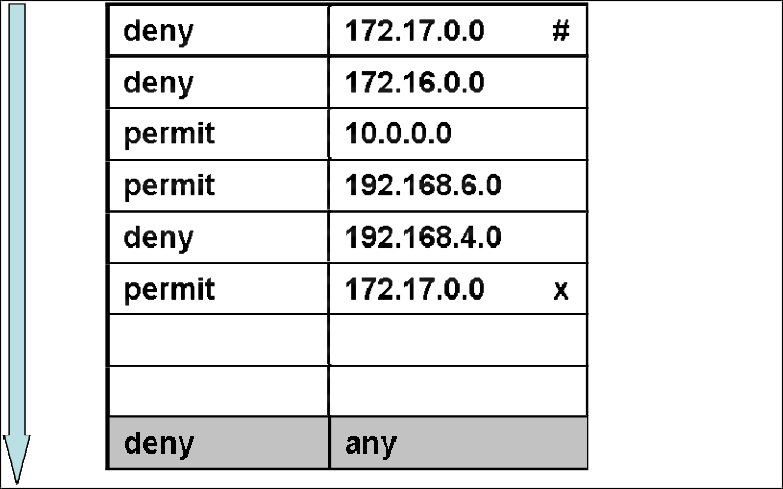 deny 172.17.0.0 #
deny 172.16.0.0
permit 10.0.0.0
permit 192.168.6.0
deny 192.168.4.0
permit 172.17.0.0 x
deny any